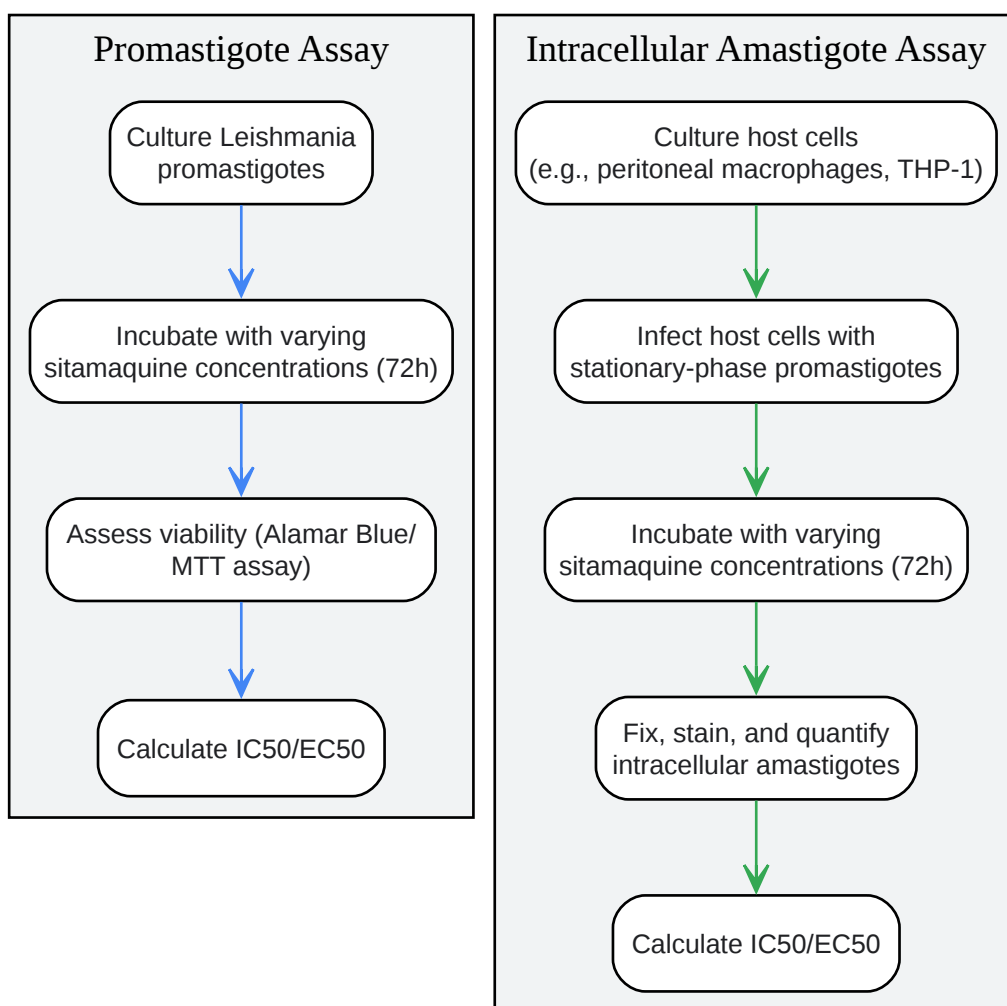 Promastigote Assay
Culture Leishmania
promastigotes
Incubate with varying
sitamaquine concentrations (72h)
Assess viability (Alamar Blue/
MTT assay)
Calculate IC50/EC50
Intracellular Amastigote Assay
Culture host cells
(e.g., peritoneal macrophages, THP-1)
Infect host cells with
stationary-phase promastigotes
Incubate with varying
sitamaquine concentrations (72h)
Fix, stain, and quantify
intracellular amastigotes
Calculate IC50/EC50